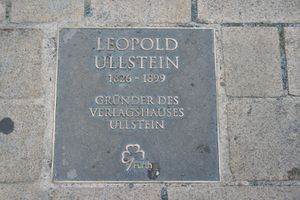 LEOPOLD
ULLSTEIN
1826 - 1899
GRÜNDER DES
VERLAGSHAUSES
ULLSTEIN
Fürth